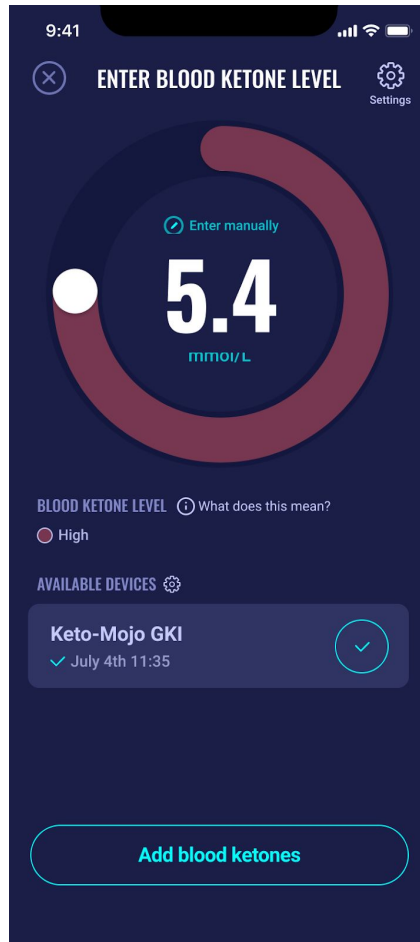 9:41
ENTER BLOOD KETONE LEVEL
Settings
Enter manually
5.4
mmol/L
BLOOD KETONE LEVEL What does this mean?
High
AVAILABLE DEVICES
Keto-Mojo GKI
July 4th 11:35
Add blood ketones